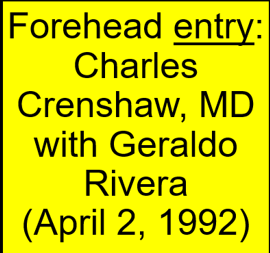 Forehead entry:
Charles
Crenshaw, MD
with Geraldo
Rivera
(April 2, 1992)